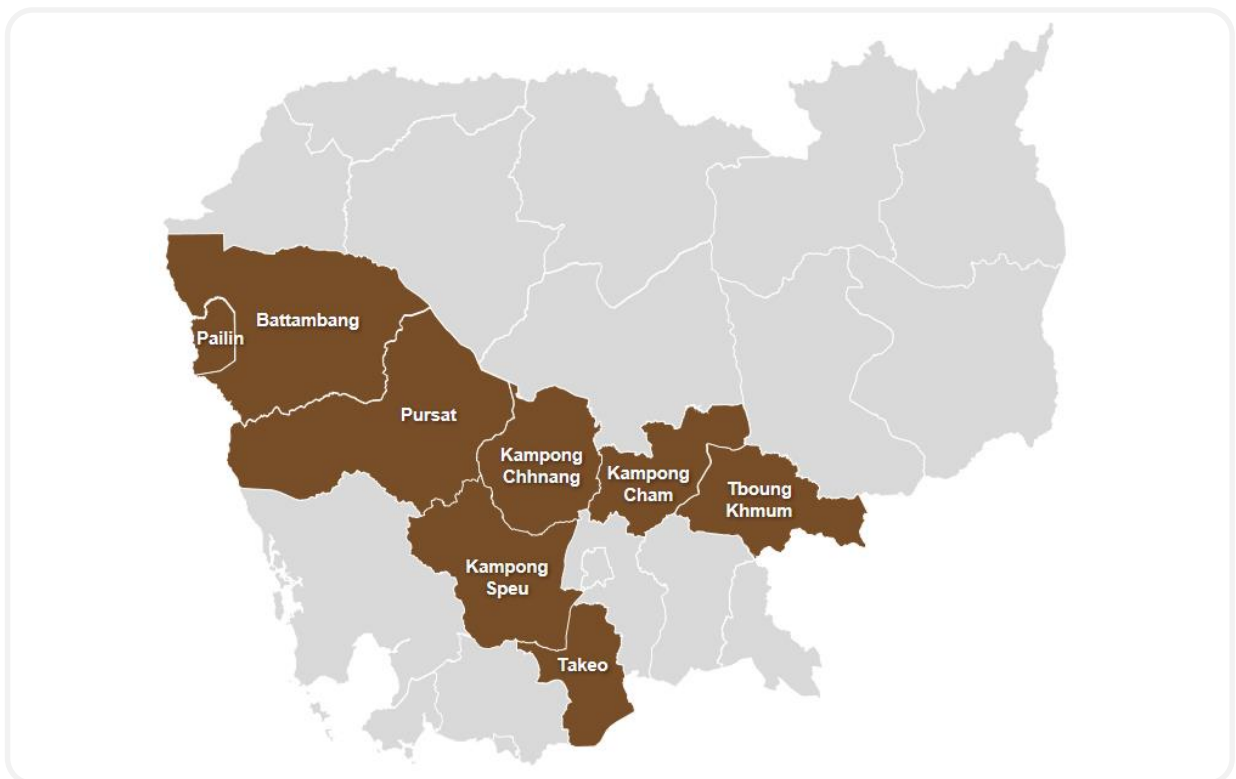 Battambang
Pailin
Pursat
Kampong
Chhnang
Kampong
Cham
Tboung
Khmum
Kampong
Speu
Takeo